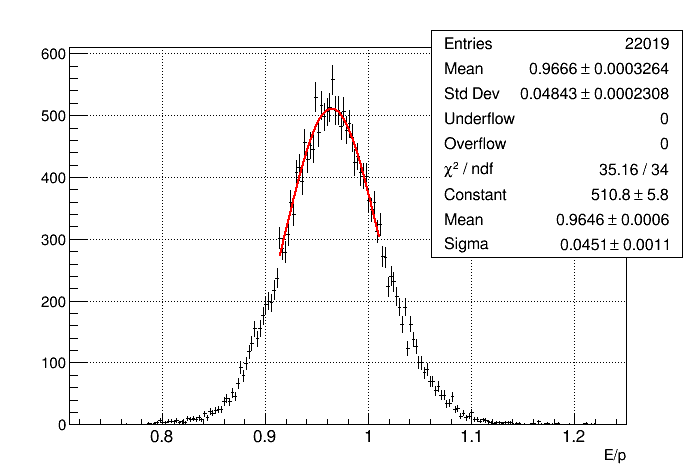 Entries 22019
Mean 0.9666 ± 0.0003264
Std Dev 0.04843 ± 0.0002308
Underflow 0
Overflow 0
χ² / ndf 35.16 / 34
Constant 510.8 ± 5.8
Mean 0.9646 ± 0.0006
Sigma 0.0451 ± 0.0011
600
500
400
300
200
100
0
0.8 0.9 1 1.1 1.2
E/p